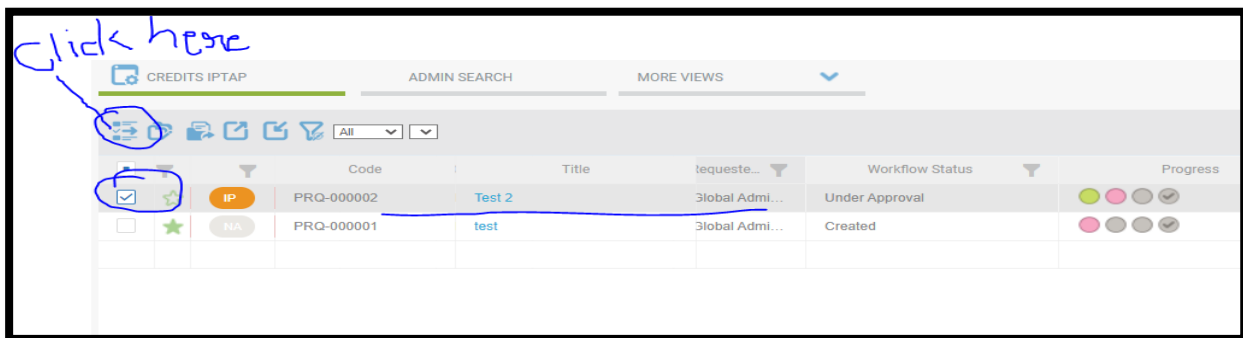 Click here
CREDITS IPTAP ADMIN SEARCH MORE VIEWS
All
Code Title Requeste... Workflow Status Progress
IP PRQ-000002 Test 2 Global Admi... Under Approval
NA PRQ-000001 test Global Admi... Created